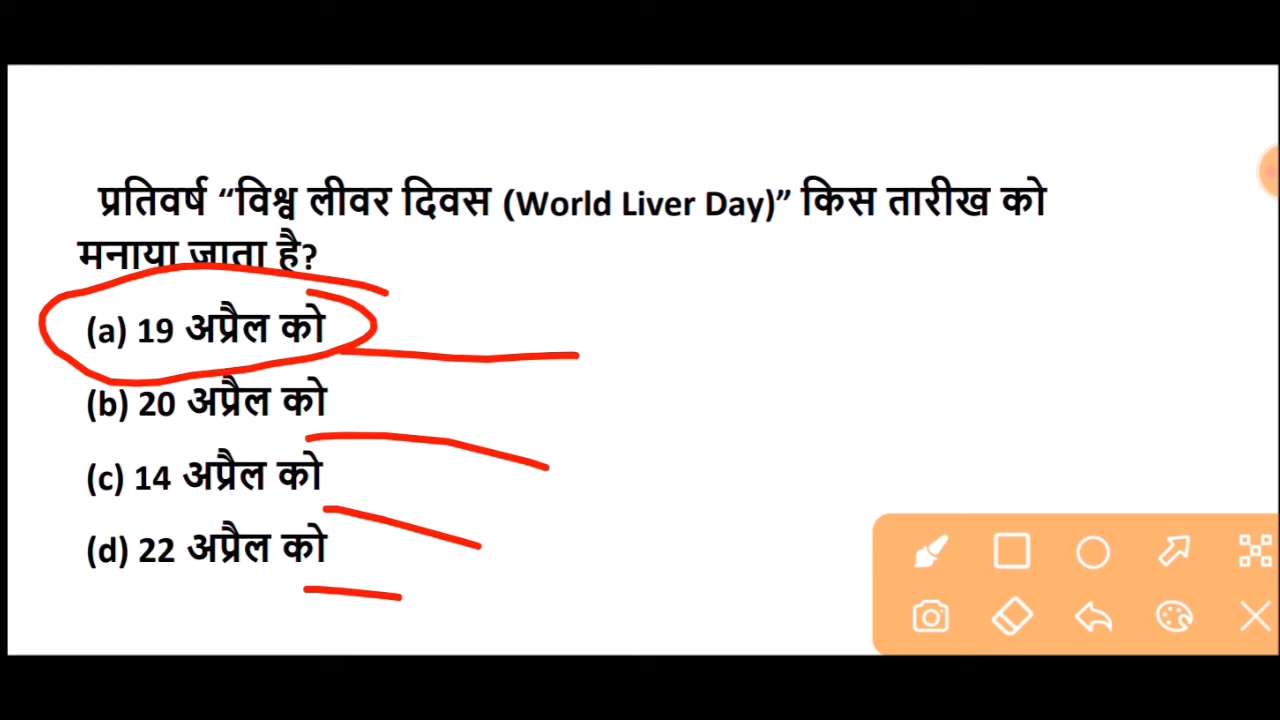 प्रतिवर्ष “विश्व लीवर दिवस (World Liver Day)” किस तारीख को
मनाया जाता है?
(a) 19 अप्रैल को
(b) 20 अप्रैल को
(c) 14 अप्रैल को
(d) 22 अप्रैल को